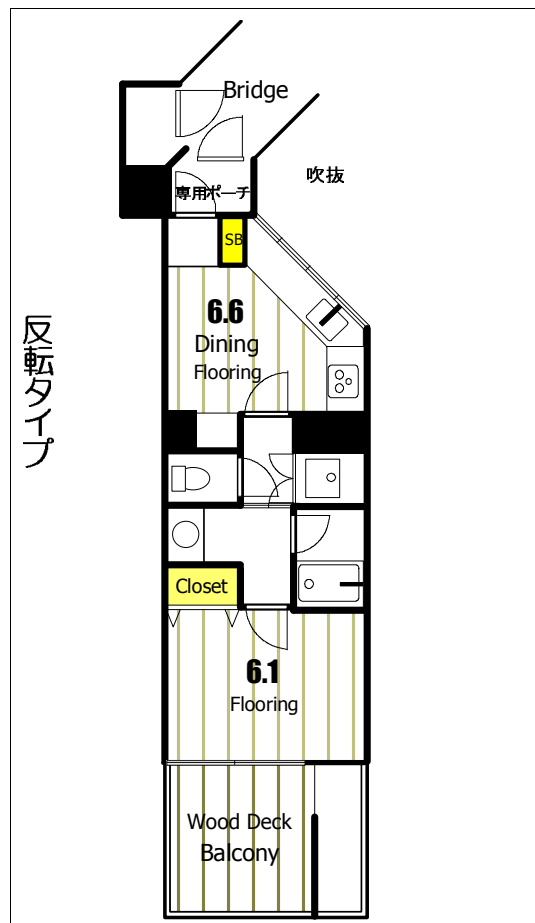 Bridge
吹抜
専用ポーチ
SB
6.6
Dining
Flooring
反転タイプ
Closet
6.1
Flooring
Wood Deck
Balcony